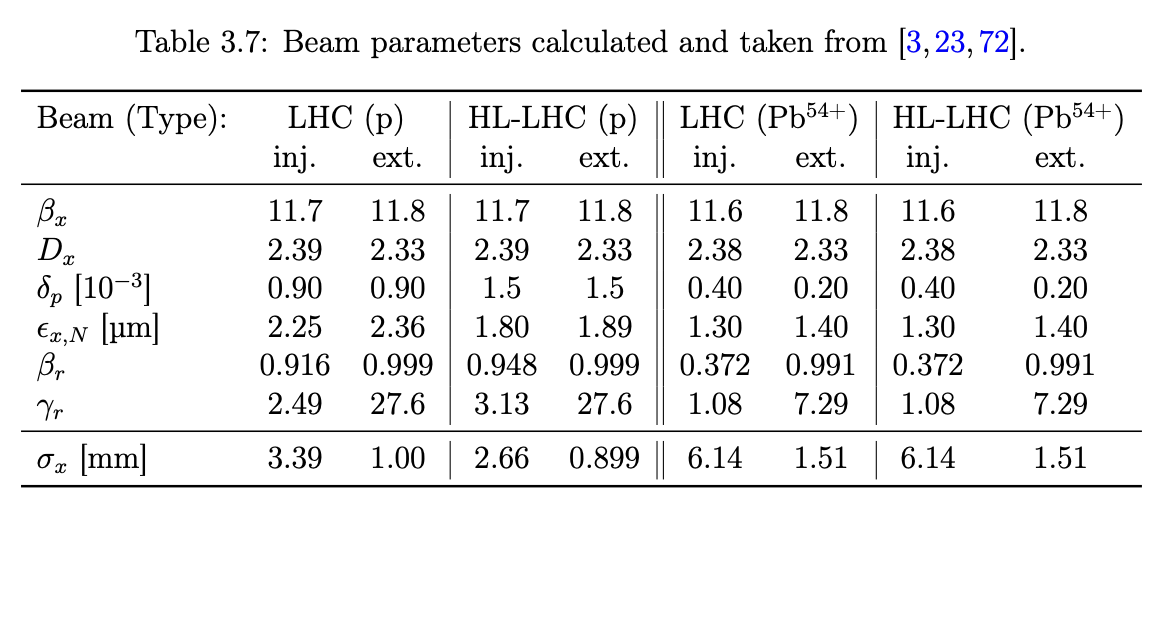 Table 3.7: Beam parameters calculated and taken from [3, 23, 72].
Beam (Type): LHC (p) HL-LHC (p) LHC (Pb⁵⁴⁺) HL-LHC (Pb⁵⁴⁺)
inj. ext. inj. ext. inj. ext. inj. ext.
βₓ 11.7 11.8 11.7 11.8 11.6 11.8 11.6 11.8
Dₓ 2.39 2.33 2.39 2.33 2.38 2.33 2.38 2.33
δₚ [10⁻³] 0.90 0.90 1.5 1.5 0.40 0.20 0.40 0.20
ϵ_{x,N} [µm] 2.25 2.36 1.80 1.89 1.30 1.40 1.30 1.40
βᵣ 0.916 0.999 0.948 0.999 0.372 0.991 0.372 0.991
γᵣ 2.49 27.6 3.13 27.6 1.08 7.29 1.08 7.29
σₓ [mm] 3.39 1.00 2.66 0.899 6.14 1.51 6.14 1.51